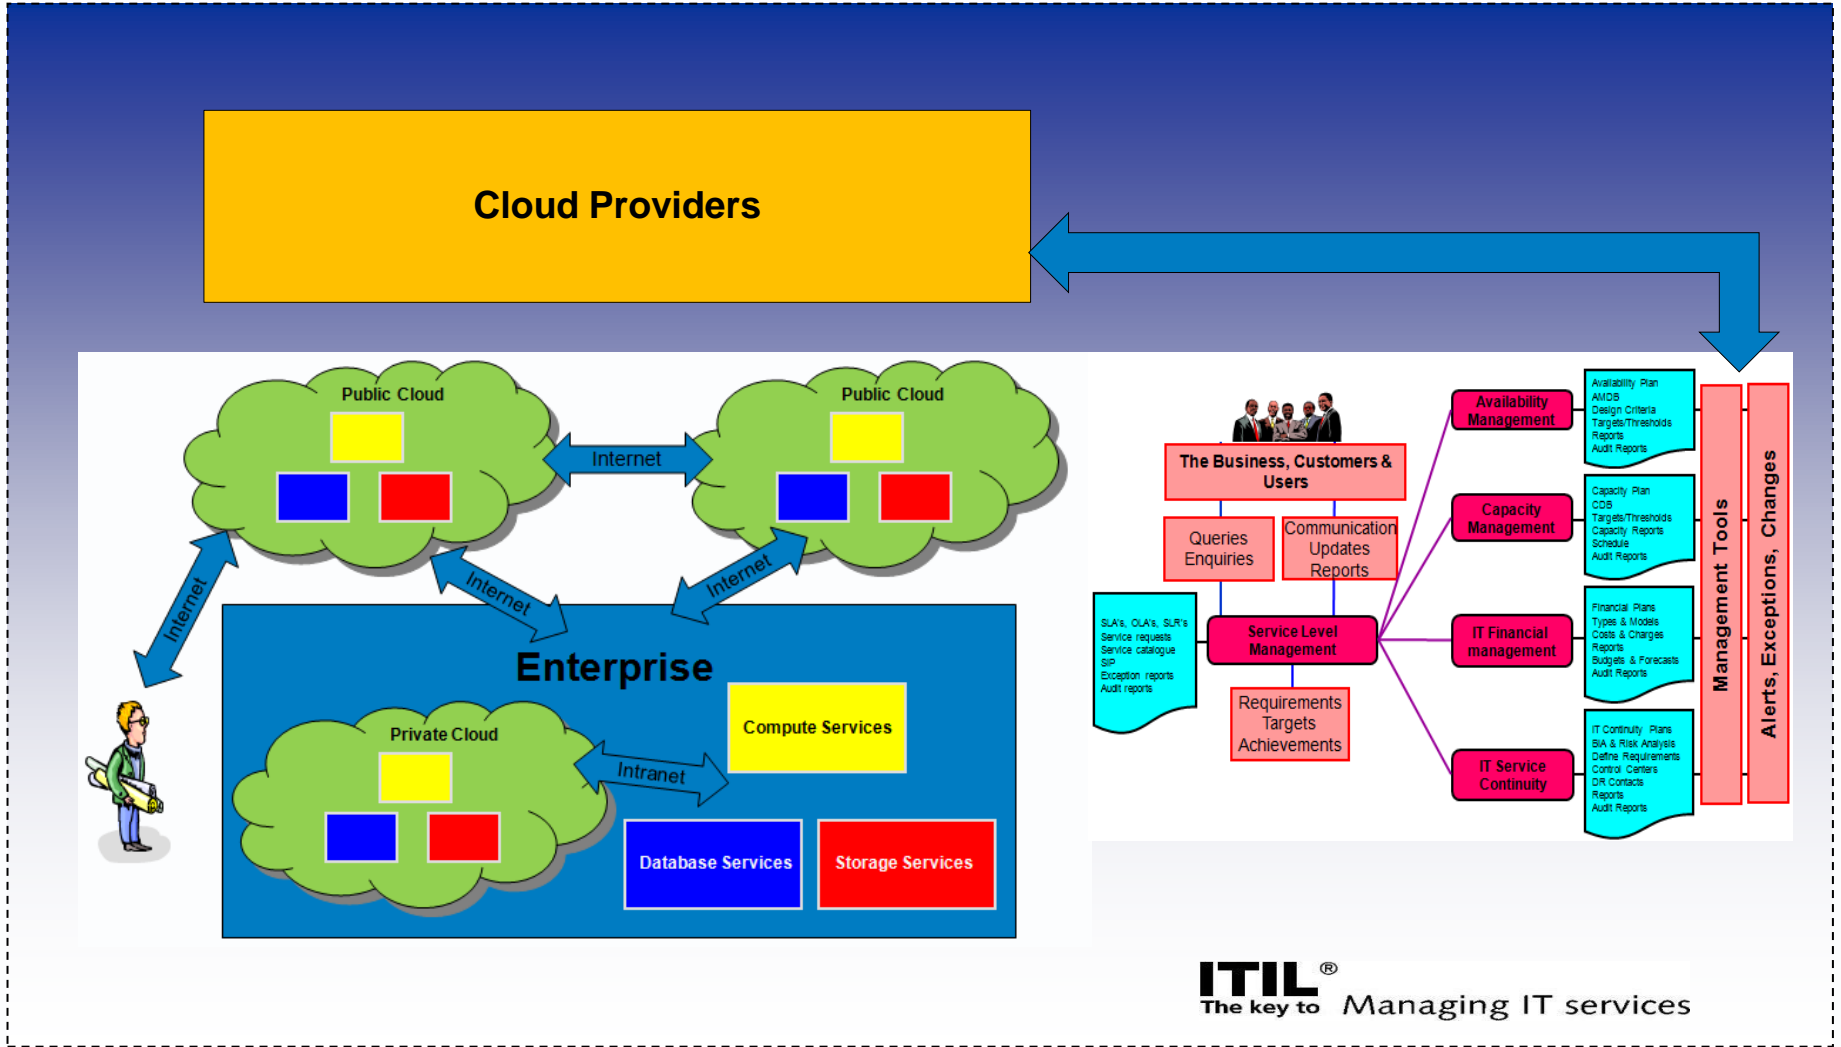 Cloud Providers
Public Cloud
Public Cloud
Internet
Internet
Internet
Internet
Enterprise
Private Cloud
Intranet
Compute Services
Database Services
Storage Services
The Business, Customers &
Users
Queries
Enquiries
Communication
Updates
Reports
SLA's, OLA's, SLR's
Service requests
Service catalogue
SIP
Exception reports
Audit reports
Service Level
Management
Requirements
Targets
Achievements
Availability
Management
Capacity
Management
IT Financial
management
IT Service
Continuity
Availability Plan
AMDB
Design Criteria
Targets/Thresholds
Reports
Audit Reports
Capacity Plan
CDB
Targets/Thresholds
Capacity Reports
Schedule
Audit Reports
Financial Plans
Types & Models
Costs & Charges
Reports
Budgets & Forecasts
Audit Reports
IT Continuity Plans
BIA & Risk Analysis
Define Requirements
Control Centers
DR Contacts
Reports
Audit Reports
Management Tools
Alerts, Exceptions, Changes
ITIL®
The key to Managing IT services